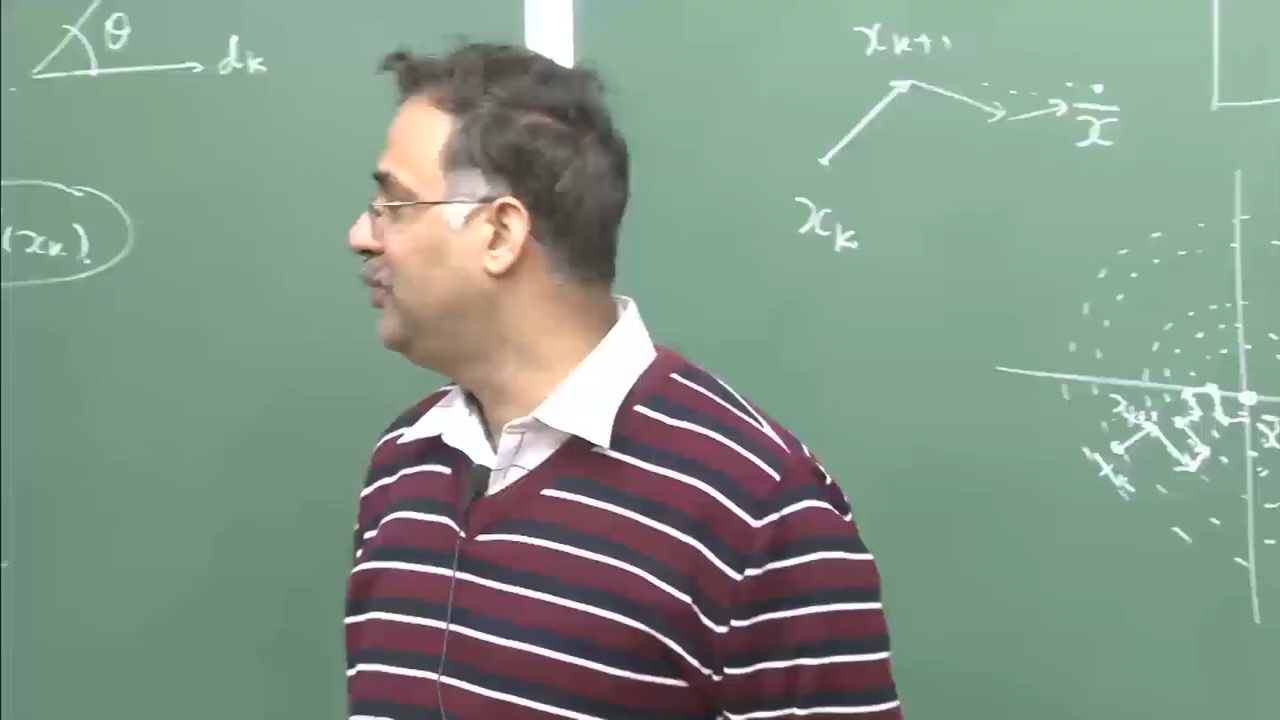 θ
dₖ
(xₖ)
xₖ₊₁
x̄
xₖ